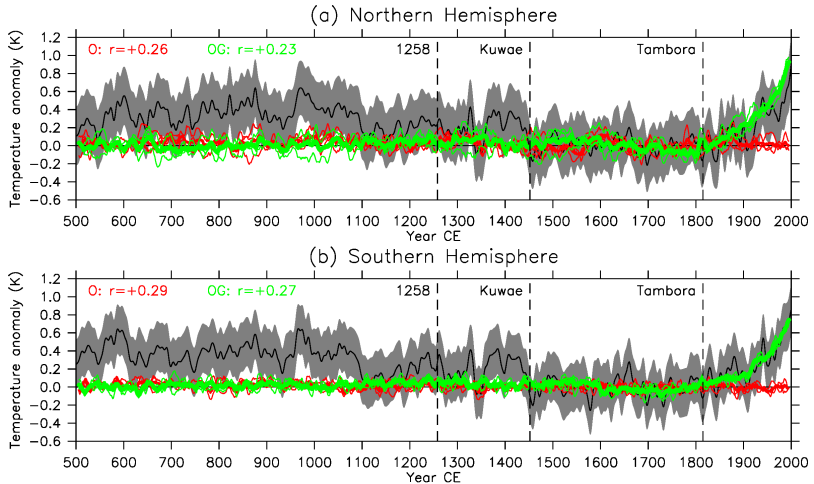 (a) Northern Hemisphere
O: r=+0.26 OG: r=+0.23 1258 Kuwae Tambora
Temperature anomaly (K)
1.2
1.0
0.8
0.6
0.4
0.2
0.0
−0.2
−0.4
−0.6
500 600 700 800 900 1000 1100 1200 1300 1400 1500 1600 1700 1800 1900 2000
Year CE
(b) Southern Hemisphere
O: r=+0.29 OG: r=+0.27 1258 Kuwae Tambora
Temperature anomaly (K)
1.2
1.0
0.8
0.6
0.4
0.2
0.0
−0.2
−0.4
−0.6
500 600 700 800 900 1000 1100 1200 1300 1400 1500 1600 1700 1800 1900 2000
Year CE